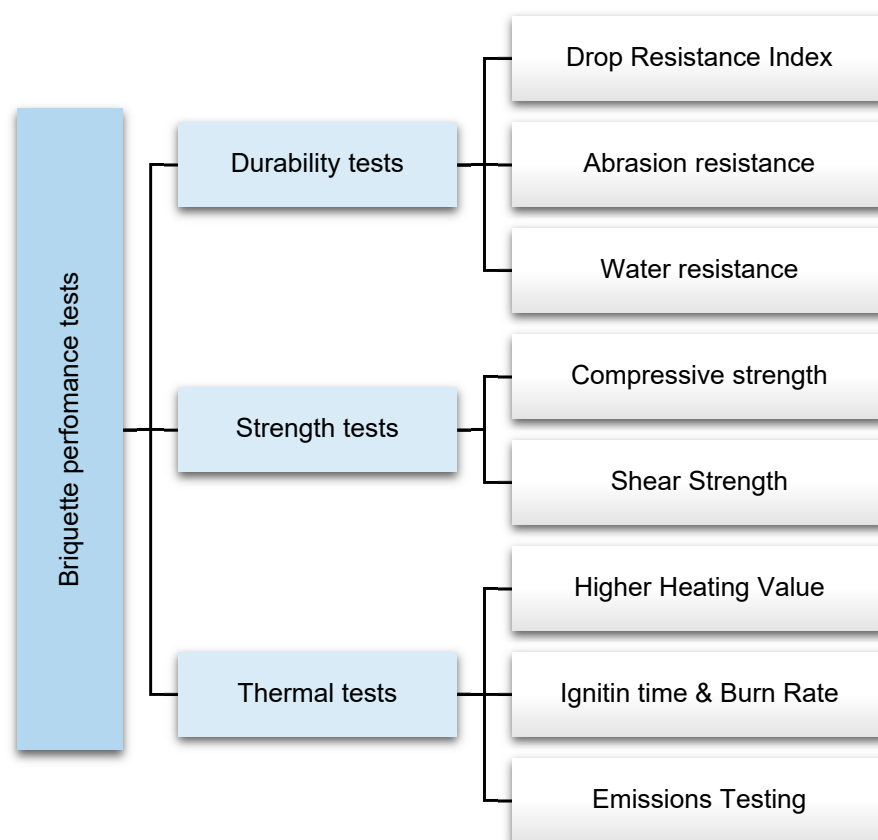 Briquette perfomance tests
Durability tests
Drop Resistance Index
Abrasion resistance
Water resistance
Strength tests
Compressive strength
Shear Strength
Thermal tests
Higher Heating Value
Ignitin time & Burn Rate
Emissions Testing